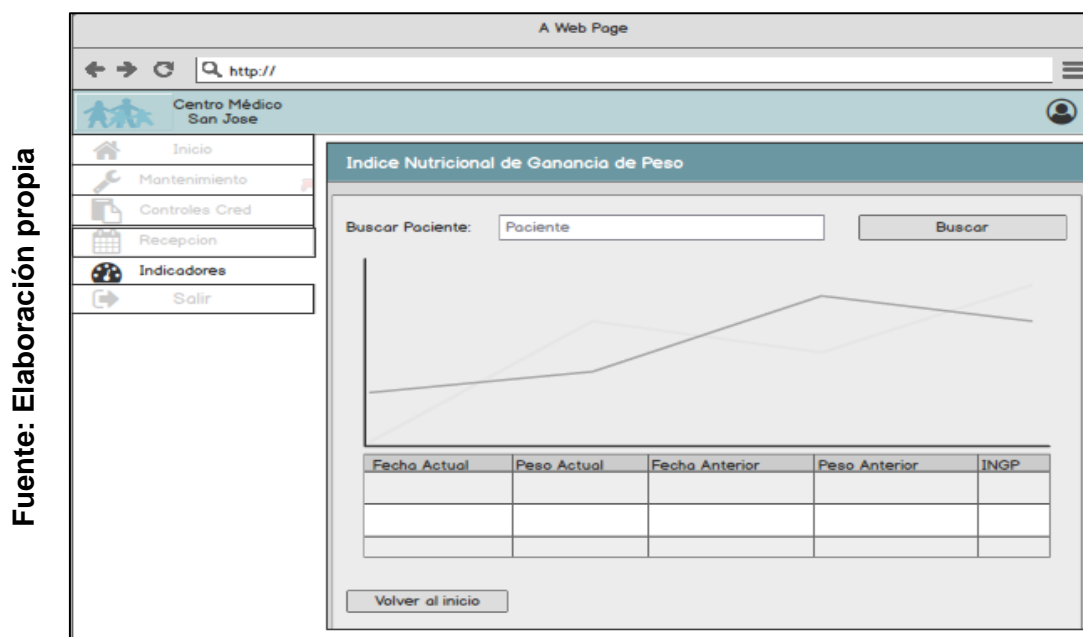 A Web Page
http://
Centro Médico
San Jose
Inicio
Mantenimiento
Controles Cred
Recepcion
Indicadores
Salir
Indice Nutricional de Ganancia de Peso
Buscar Paciente:
Paciente
Buscar
Fecha Actual
Peso Actual
Fecha Anterior
Peso Anterior
INGP
Volver al inicio
Fuente: Elaboración propia